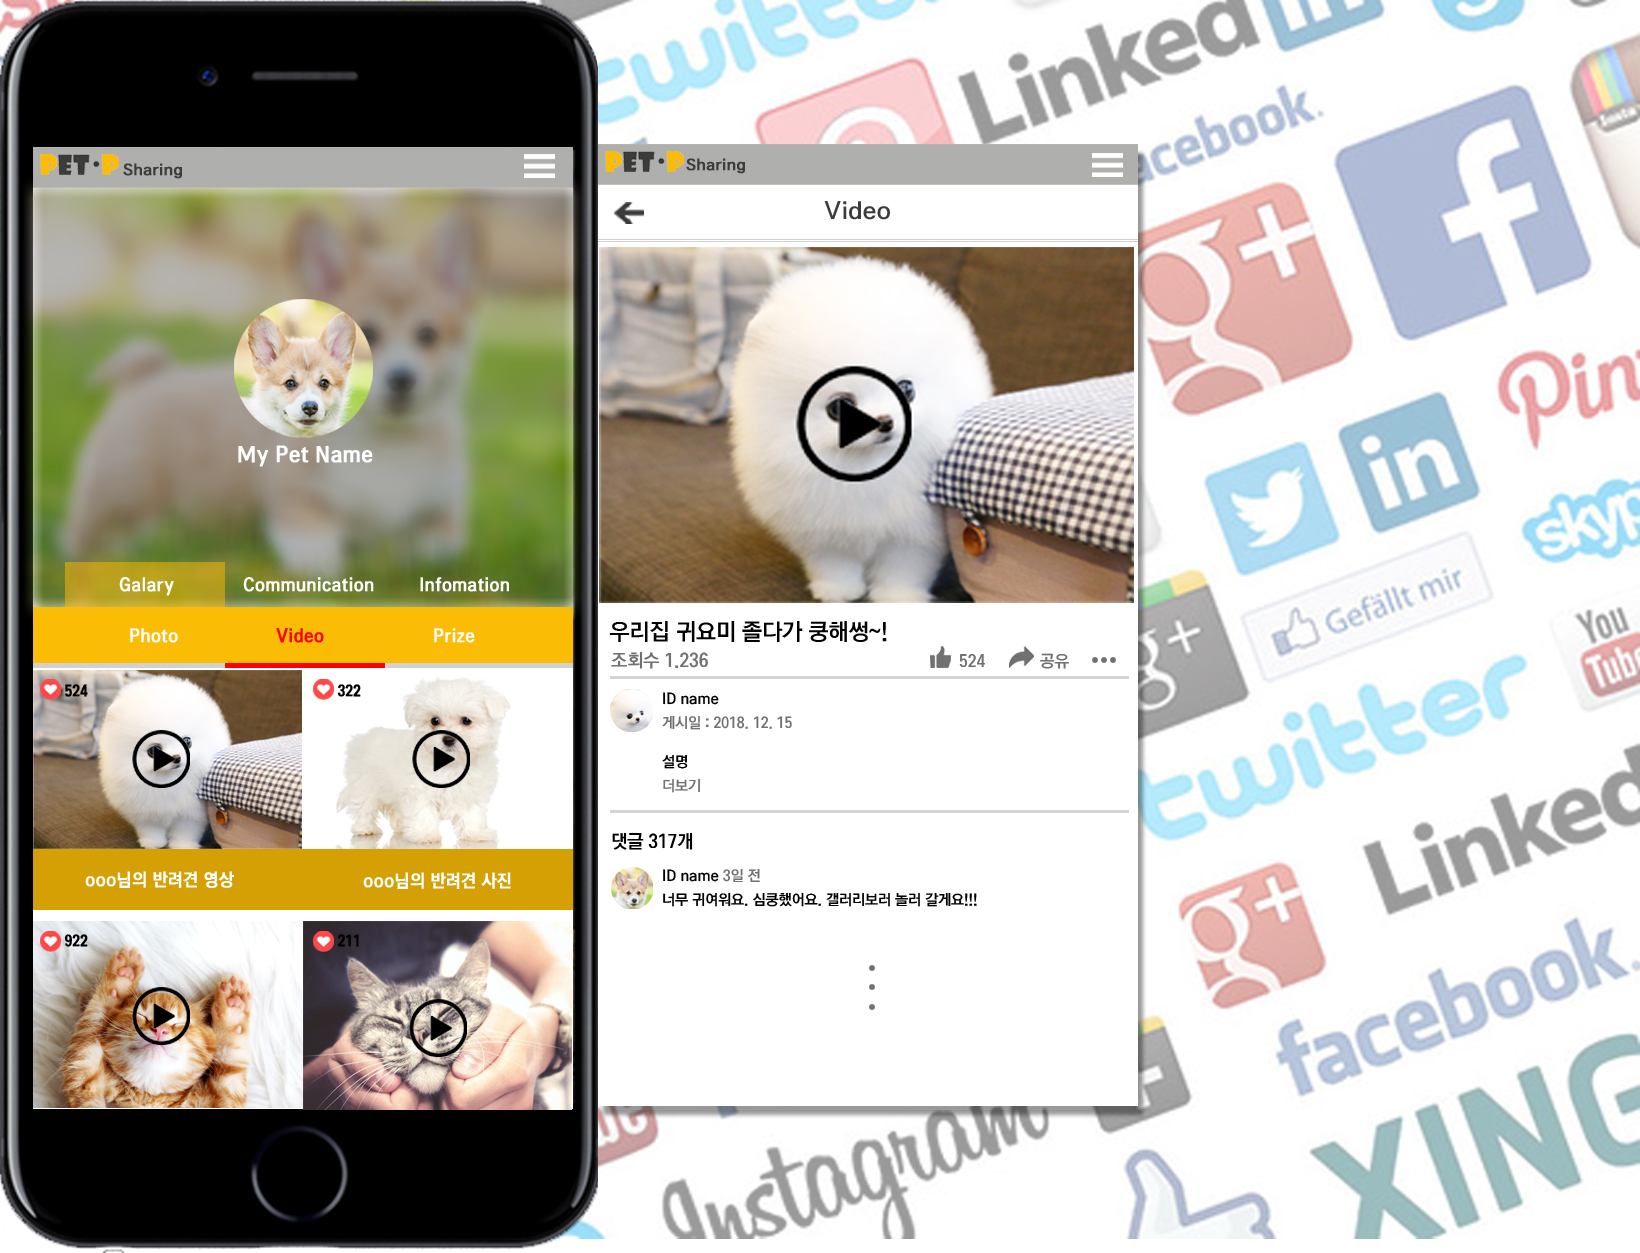 PET·P Sharing
My Pet Name
Galary Communication Infomation
Photo Video Prize
524 322
ooo님의 반려견 영상 ooo님의 반려견 사진
922 211
PET·P Sharing
Video
우리집 귀요미 졸다가 쿵해썽~!
조회수 1.236 524 공유
ID name
게시일 : 2018. 12. 15
설명
더보기
댓글 317개
ID name 3일 전
너무 귀여워요. 심쿵했어요. 갤러리보러 놀러 갈게요!!!
twitter
Linked in
facebook.
Insta
g+
f
Pin
in
skyp
Gefällt mir
g+
You
Tube
twitter
Linked
g+
facebook.
XING
Instagram